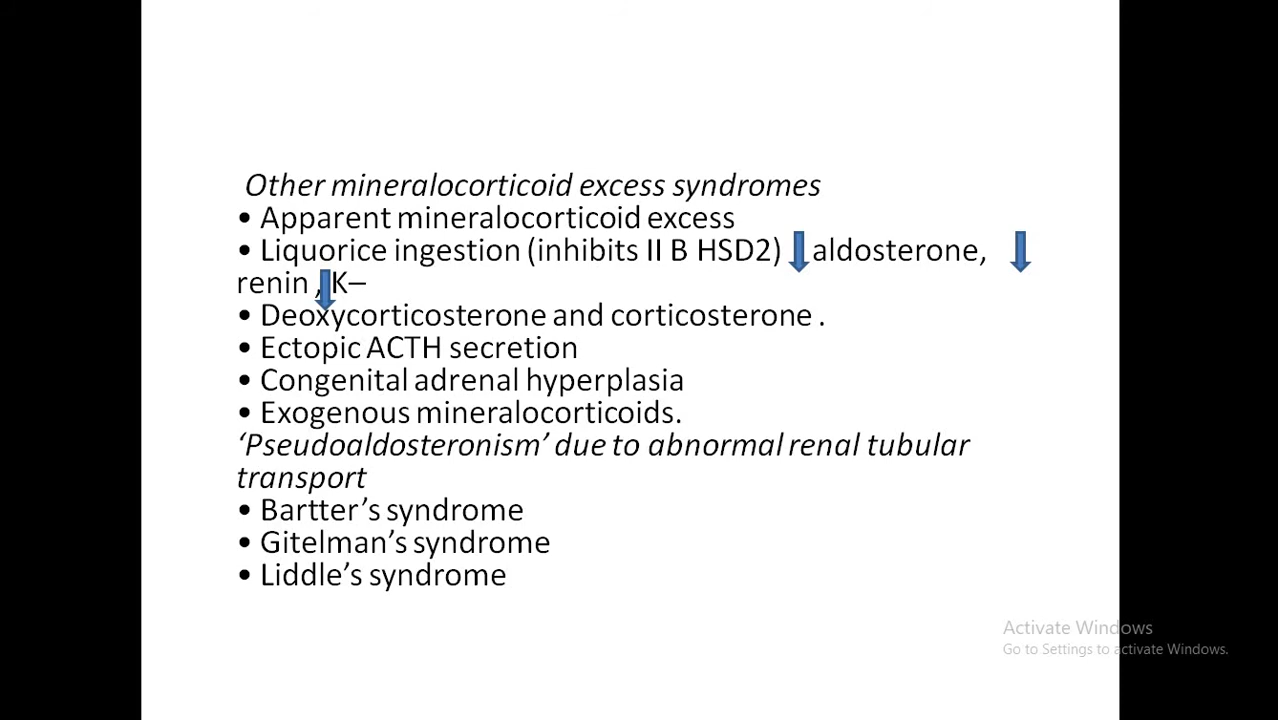 Other mineralocorticoid excess syndromes
• Apparent mineralocorticoid excess
• Liquorice ingestion (inhibits II B HSD2) aldosterone,
renin , K–
• Deoxycorticosterone and corticosterone .
• Ectopic ACTH secretion
• Congenital adrenal hyperplasia
• Exogenous mineralocorticoids.
‘Pseudoaldosteronism’ due to abnormal renal tubular
transport
• Bartter’s syndrome
• Gitelman’s syndrome
• Liddle’s syndrome
Activate Windows
Go to Settings to activate Windows.